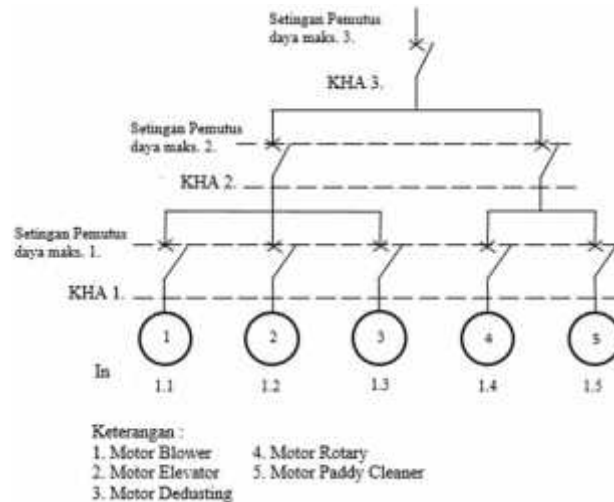 Setingan Pemutus
daya maks. 3.
KHA 3.
Setingan Pemutus
daya maks. 2.
KHA 2.
Setingan Pemutus
daya maks. 1.
KHA 1.
1 2 3 4 5
In
1.1 1.2 1.3 1.4 1.5
Keterangan :
1. Motor Blower 4. Motor Rotary
2. Motor Elevator 5. Motor Paddy Cleaner
3. Motor Dedusting